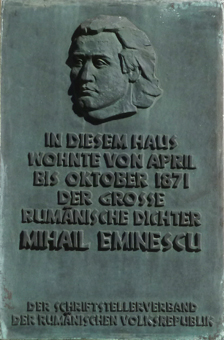 IN DIESEM HAUS
WOHNTE VON APRIL
BIS OKTOBER 1871
DER GROSSE
RUMÄNISCHE DICHTER
MIHAIL EMINESCU
DER SCHRIFTSTELLERVERBAND
DER RUMÄNISCHEN VOLKSREPUBLIK